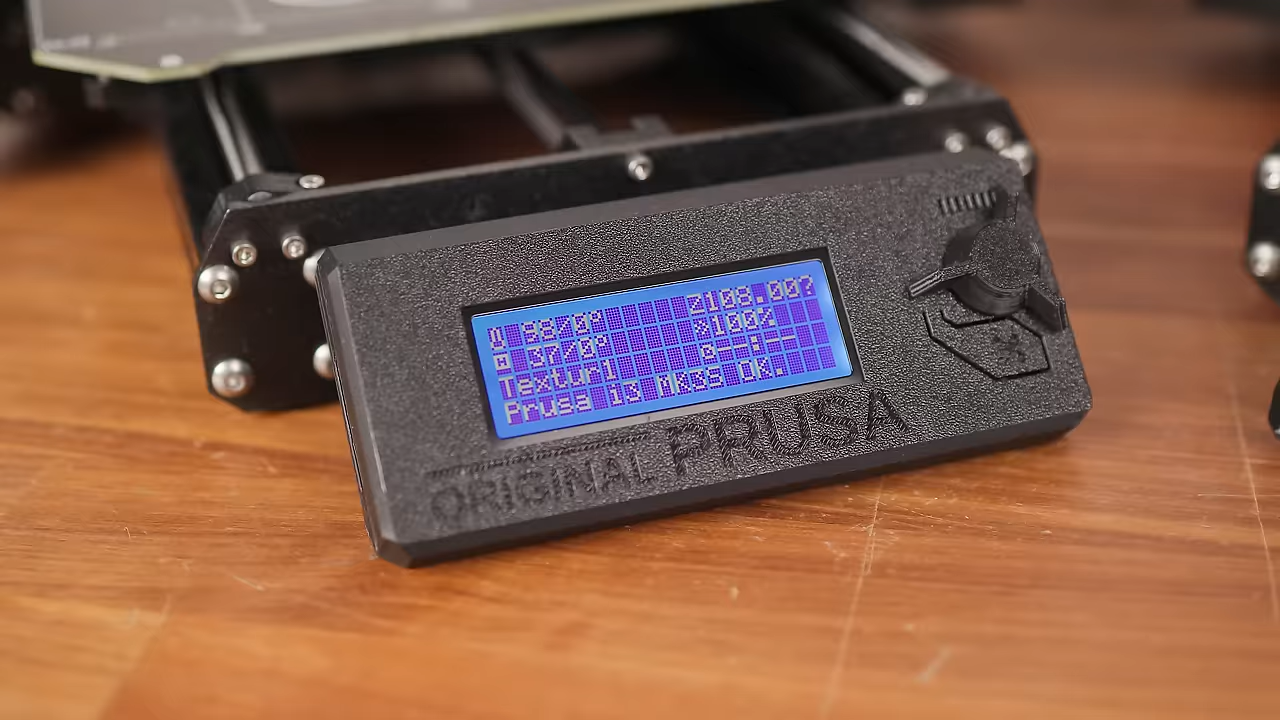 98/0° Z108.00?
37/0° 100%
Textur1 --:--
Prusa i3 MK3S OK.
ORIGINAL PRUSA